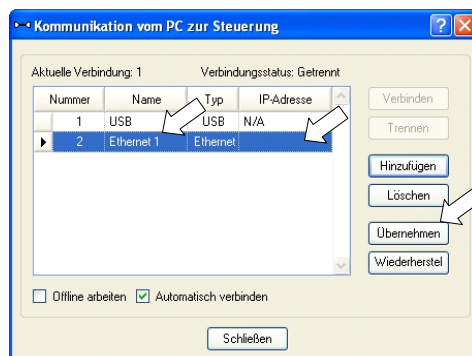 Kommunikation vom PC zur Steuerung
Aktuelle Verbindung: 1 Verbindungsstatus: Getrennt
Nummer Name Typ IP-Adresse
1 USB USB N/A
2 Ethernet 1 Ethernet
Verbinden
Trennen
Hinzufügen
Löschen
Übernehmen
Wiederherstel
Offline arbeiten Automatisch verbinden
Schließen